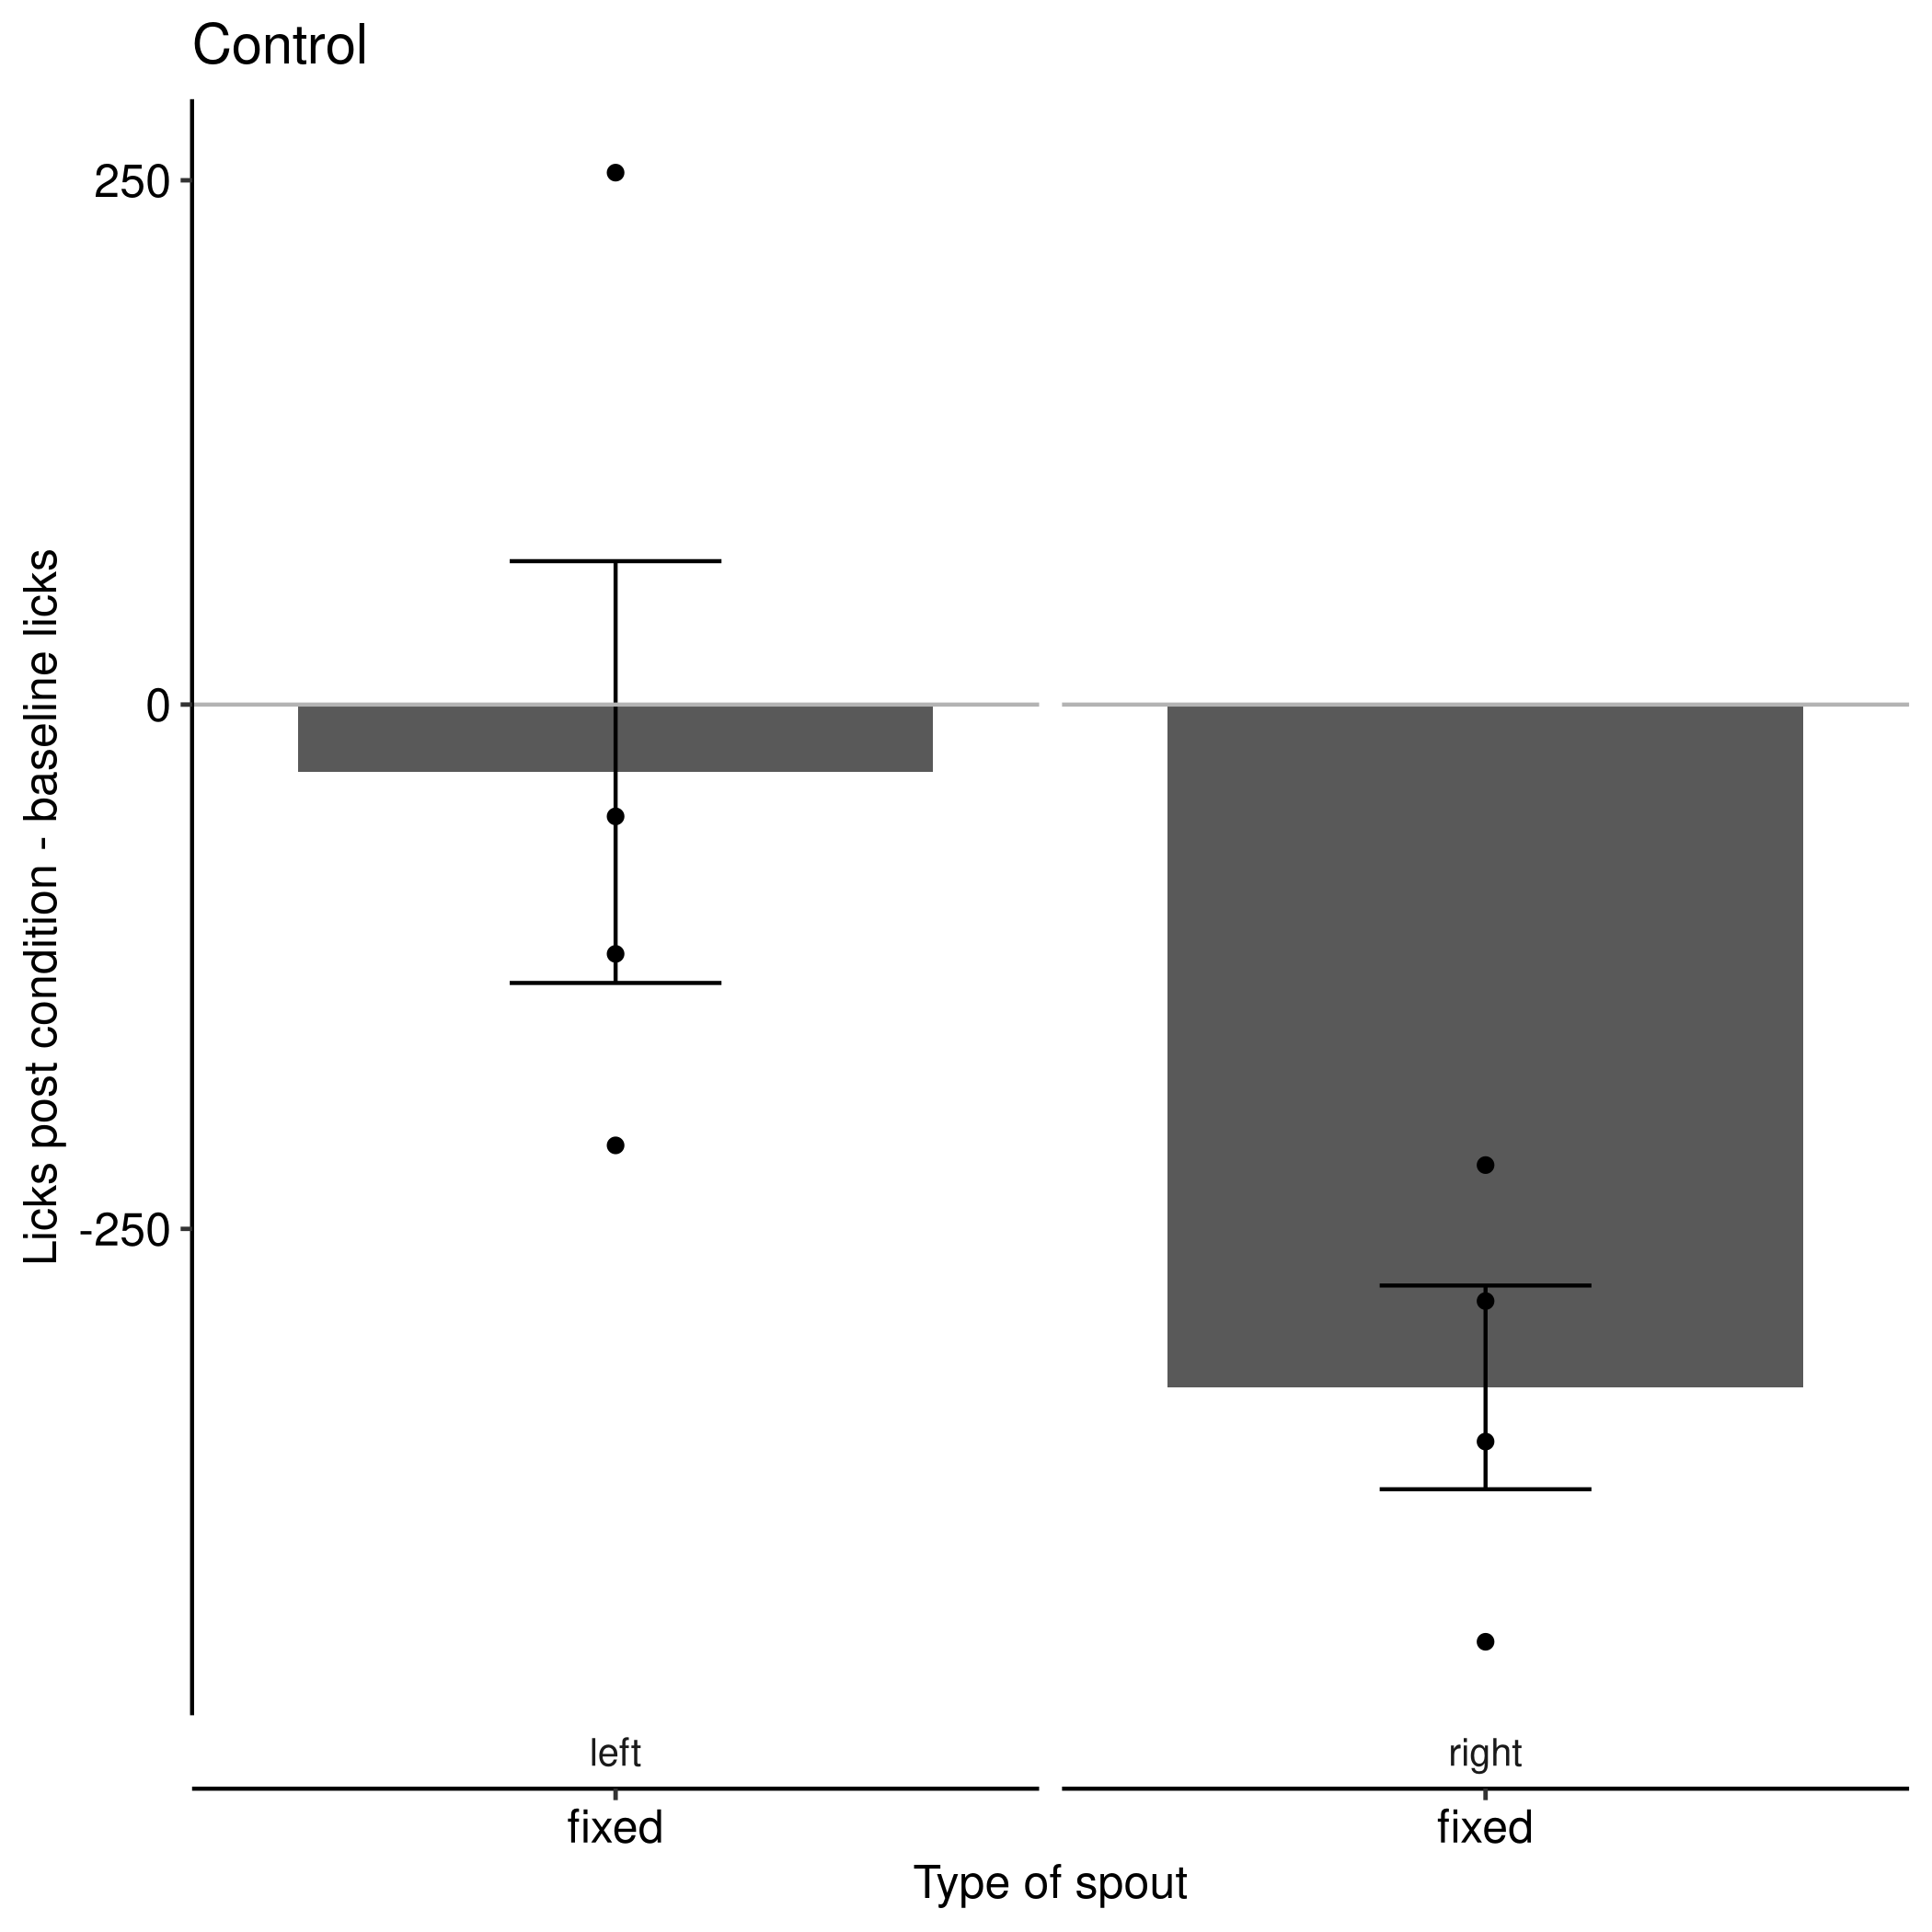 Control
250
0
-250
Licks post condition - baseline licks
left
right
fixed
fixed
Type of spout